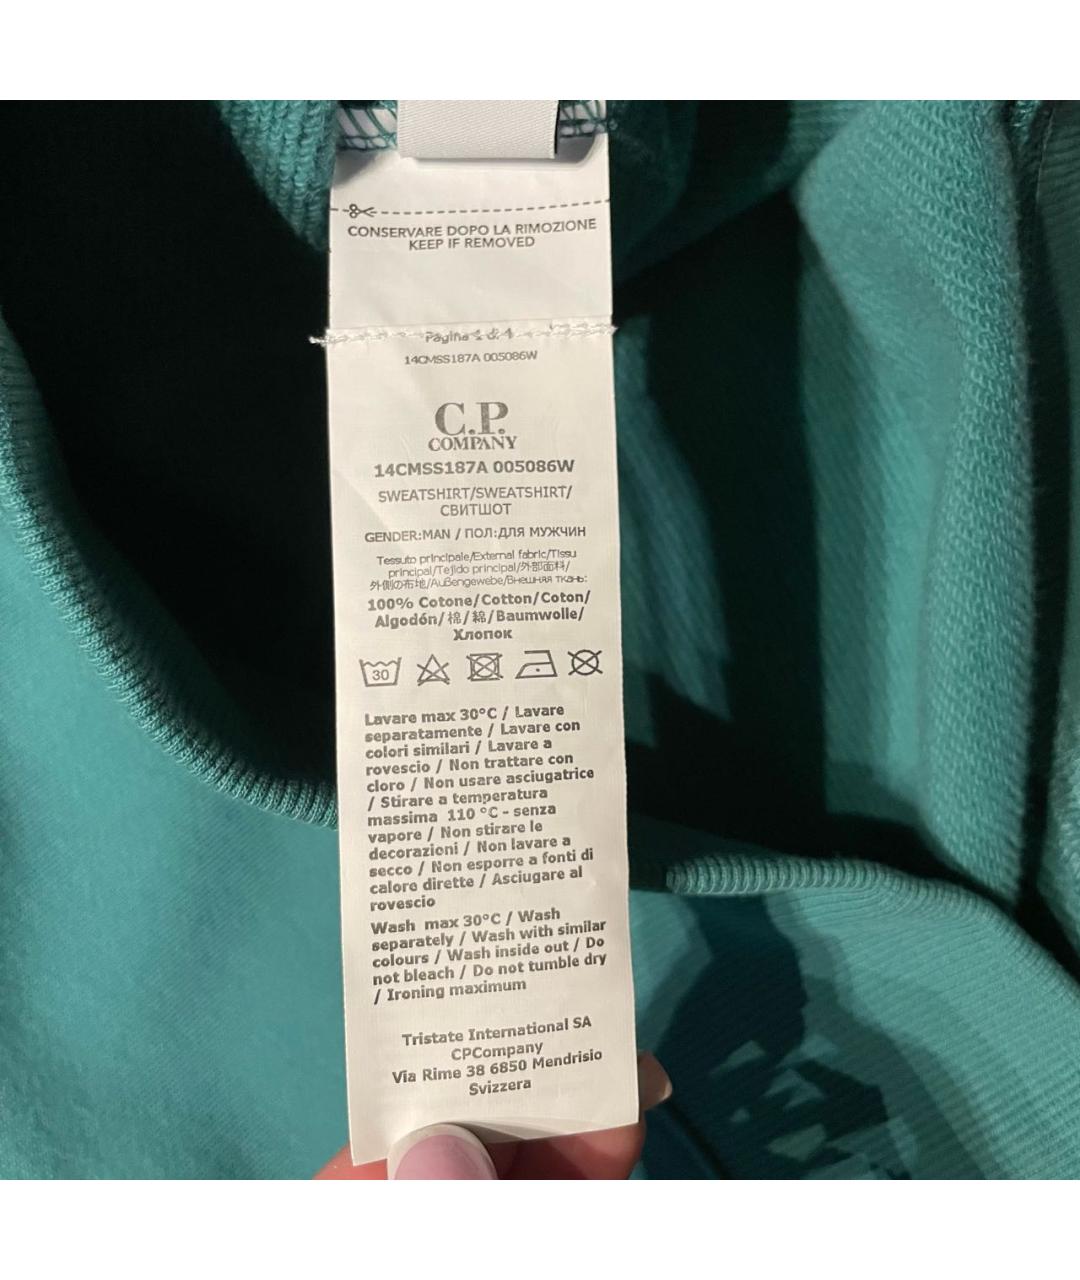 CONSERVARE DOPO LA RIMOZIONE
KEEP IF REMOVED
Pagina di 4
14CMSS187A 005086W
C.P.
COMPANY
14CMSS187A 005086W
SWEATSHIRT/SWEATSHIRT/
СВИТШОТ
GENDER:MAN / ПОЛ:ДЛЯ МУЖЧИН
Tessuto principale/External fabric/Tissu
principal/Tejido principal/外部面料/
外側の布地/Außengewebe/Внешняя ткань:
100% Cotone/Cotton/Coton/
Algodón/棉/綿/Baumwolle/
Хлопок
30
Lavare max 30°C / Lavare
separatamente / Lavare con
colori similari / Lavare a
rovescio / Non trattare con
cloro / Non usare asciugatrice
/ Stirare a temperatura
massima 110 °C - senza
vapore / Non stirare le
decorazioni / Non lavare a
secco / Non esporre a fonti di
calore dirette / Asciugare al
rovescio
Wash max 30°C / Wash
separately / Wash with similar
colours / Wash inside out / Do
not bleach / Do not tumble dry
/ Ironing maximum
Tristate International SA
CPCompany
Via Rime 38 6850 Mendrisio
Svizzera